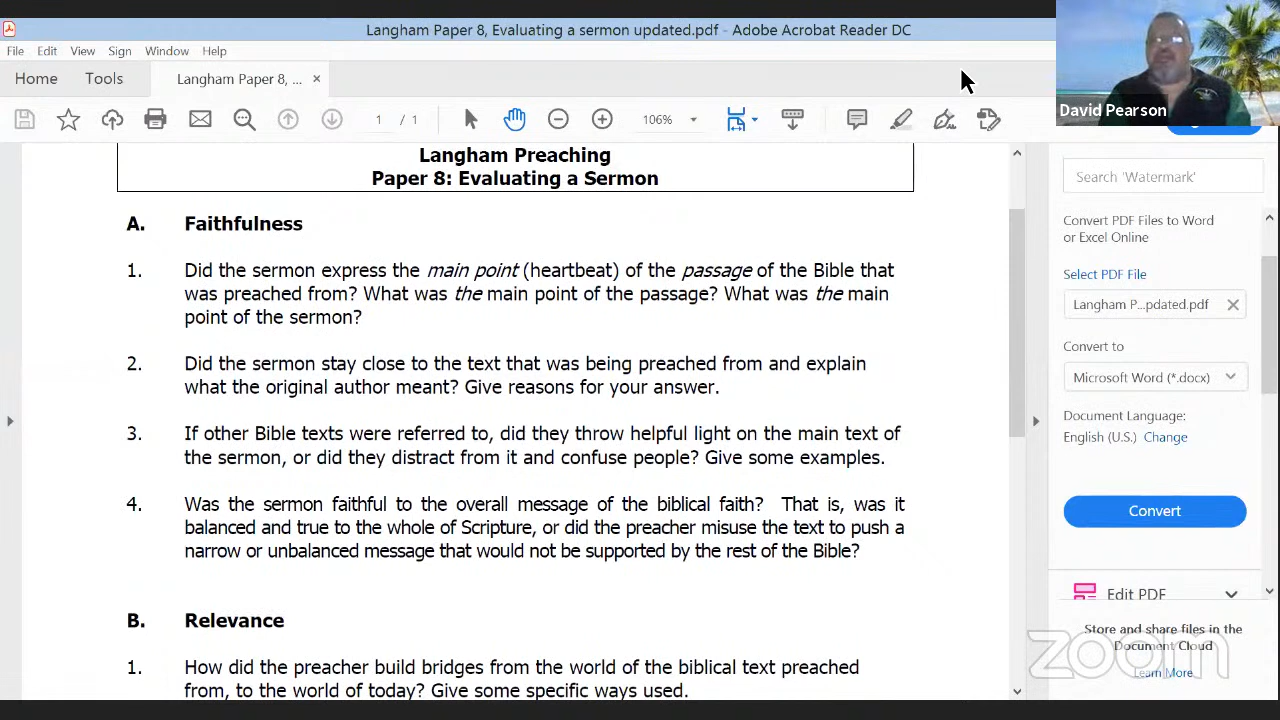 Langham Paper 8, Evaluating a sermon updated.pdf - Adobe Acrobat Reader DC
File Edit View Sign Window Help
Home Tools Langham Paper 8, ... ×
1 / 1 106%
David Pearson
Langham Preaching
Paper 8: Evaluating a Sermon
A. Faithfulness
1. Did the sermon express the main point (heartbeat) of the passage of the Bible that
was preached from? What was the main point of the passage? What was the main
point of the sermon?
2. Did the sermon stay close to the text that was being preached from and explain
what the original author meant? Give reasons for your answer.
3. If other Bible texts were referred to, did they throw helpful light on the main text of
the sermon, or did they distract from it and confuse people? Give some examples.
4. Was the sermon faithful to the overall message of the biblical faith? That is, was it
balanced and true to the whole of Scripture, or did the preacher misuse the text to push a
narrow or unbalanced message that would not be supported by the rest of the Bible?
B. Relevance
1. How did the preacher build bridges from the world of the biblical text preached
from, to the world of today? Give some specific ways used.
Search 'Watermark'
Convert PDF Files to Word
or Excel Online
Select PDF File
Langham P...pdated.pdf
Convert to
Microsoft Word (*.docx)
Document Language:
English (U.S.) Change
Convert
Edit PDF
Store and share files in the
Document Cloud
Learn More
zoom